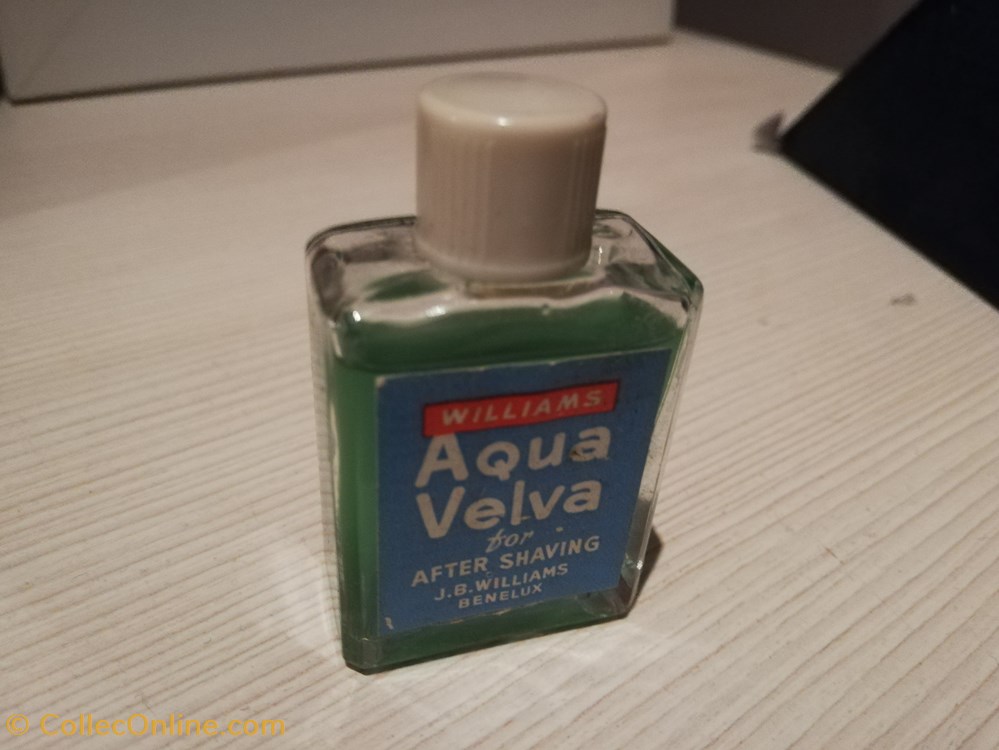 WILLIAMS
Aqua
Velva
for
AFTER SHAVING
J.B.WILLIAMS
BENELUX
© CollecOnline.com